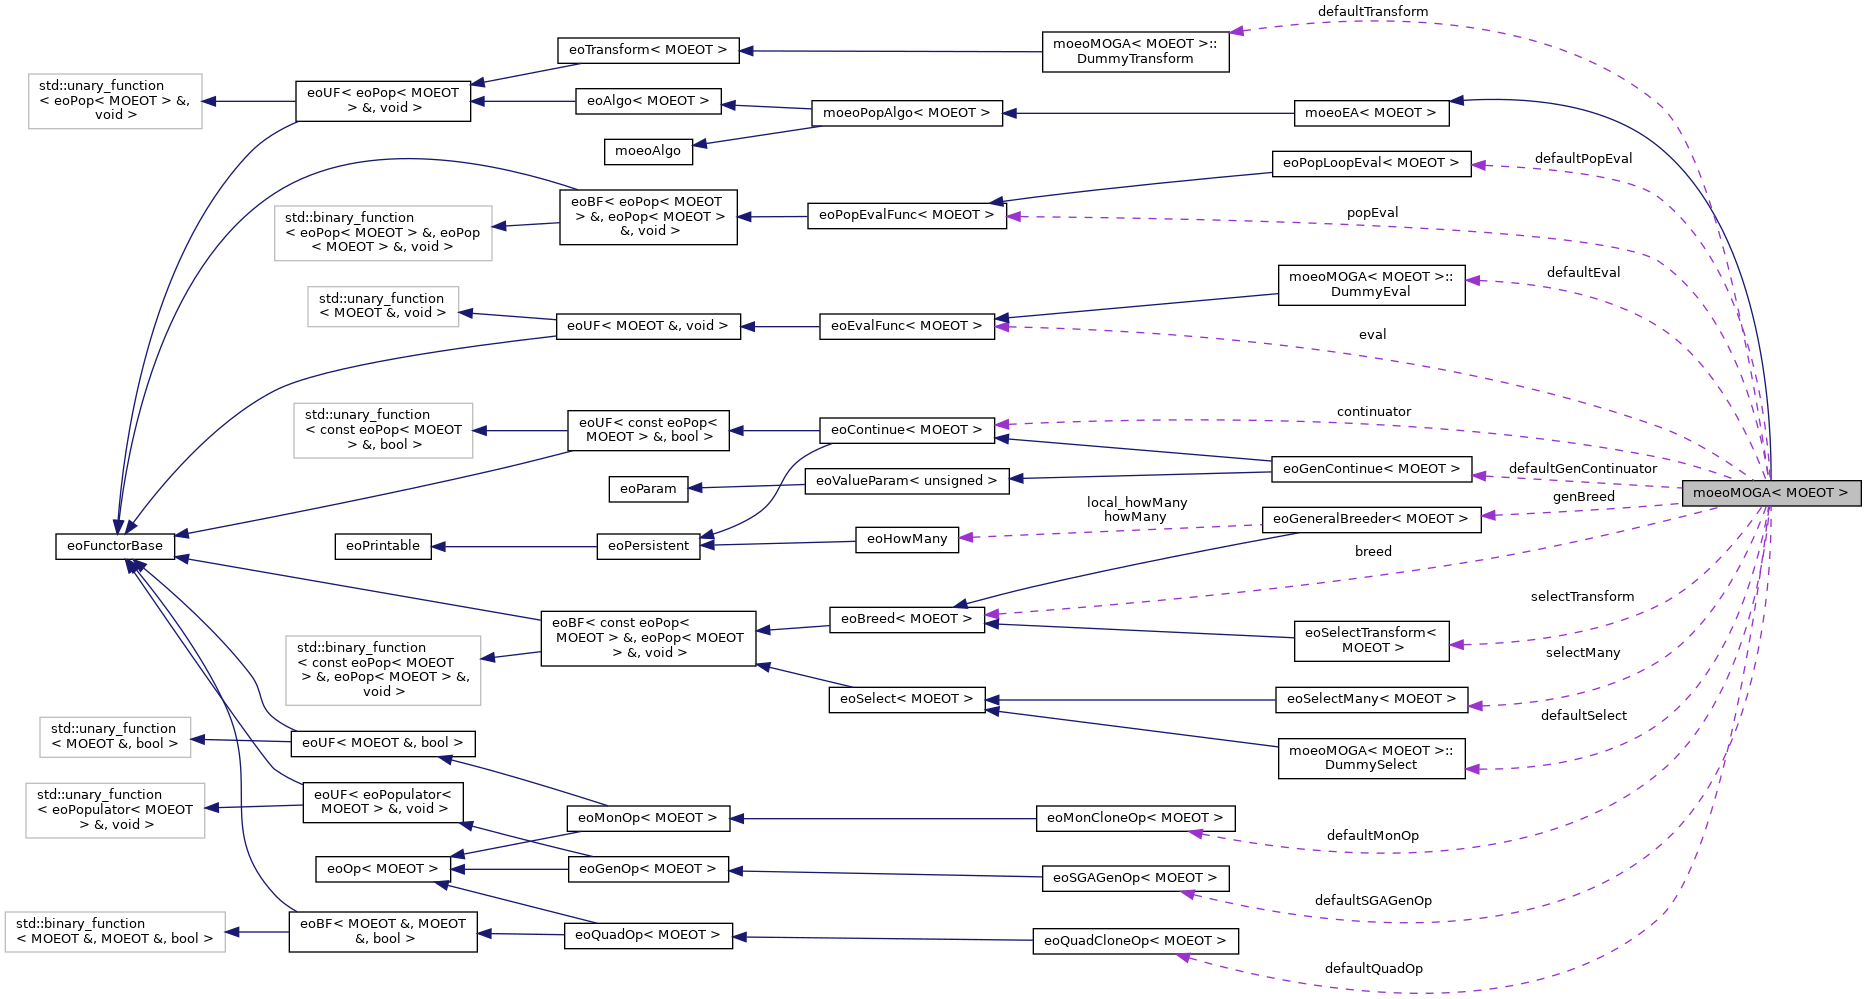 defaultTransform
eoTransform< MOEOT >
moeoMOGA< MOEOT >::
DummyTransform
std::unary_function
< eoPop< MOEOT > &,
void >
eoUF< eoPop< MOEOT
> &, void >
eoAlgo< MOEOT >
moeoPopAlgo< MOEOT >
moeoEA< MOEOT >
moeoAlgo
eoPopLoopEval< MOEOT >
defaultPopEval
eoBF< eoPop< MOEOT
> &, eoPop< MOEOT >
&, void >
std::binary_function
< eoPop< MOEOT > &, eoPop
< MOEOT > &, void >
eoPopEvalFunc< MOEOT >
popEval
moeoMOGA< MOEOT >::
DummyEval
defaultEval
std::unary_function
< MOEOT &, void >
eoUF< MOEOT &, void >
eoEvalFunc< MOEOT >
eval
std::unary_function
< const eoPop< MOEOT
> &, bool >
eoUF< const eoPop<
MOEOT > &, bool >
eoContinue< MOEOT >
continuator
eoGenContinue< MOEOT >
defaultGenContinuator
eoParam
eoValueParam< unsigned >
moeoMOGA< MOEOT >
genBreed
local_howMany
howMany
eoGeneralBreeder< MOEOT >
eoFunctorBase
eoPrintable
eoPersistent
eoHowMany
breed
eoBF< const eoPop<
MOEOT > &, eoPop< MOEOT
> &, void >
eoBreed< MOEOT >
selectTransform
eoSelectTransform<
MOEOT >
std::binary_function
< const eoPop< MOEOT
> &, eoPop< MOEOT > &,
void >
selectMany
eoSelect< MOEOT >
eoSelectMany< MOEOT >
defaultSelect
std::unary_function
< MOEOT &, bool >
eoUF< MOEOT &, bool >
moeoMOGA< MOEOT >::
DummySelect
std::unary_function
< eoPopulator< MOEOT
> &, void >
eoUF< eoPopulator<
MOEOT > &, void >
eoMonOp< MOEOT >
eoMonCloneOp< MOEOT >
defaultMonOp
eoOp< MOEOT >
eoGenOp< MOEOT >
eoSGAGenOp< MOEOT >
defaultSGAGenOp
std::binary_function
< MOEOT &, MOEOT &, bool >
eoBF< MOEOT &, MOEOT
&, bool >
eoQuadOp< MOEOT >
eoQuadCloneOp< MOEOT >
defaultQuadOp